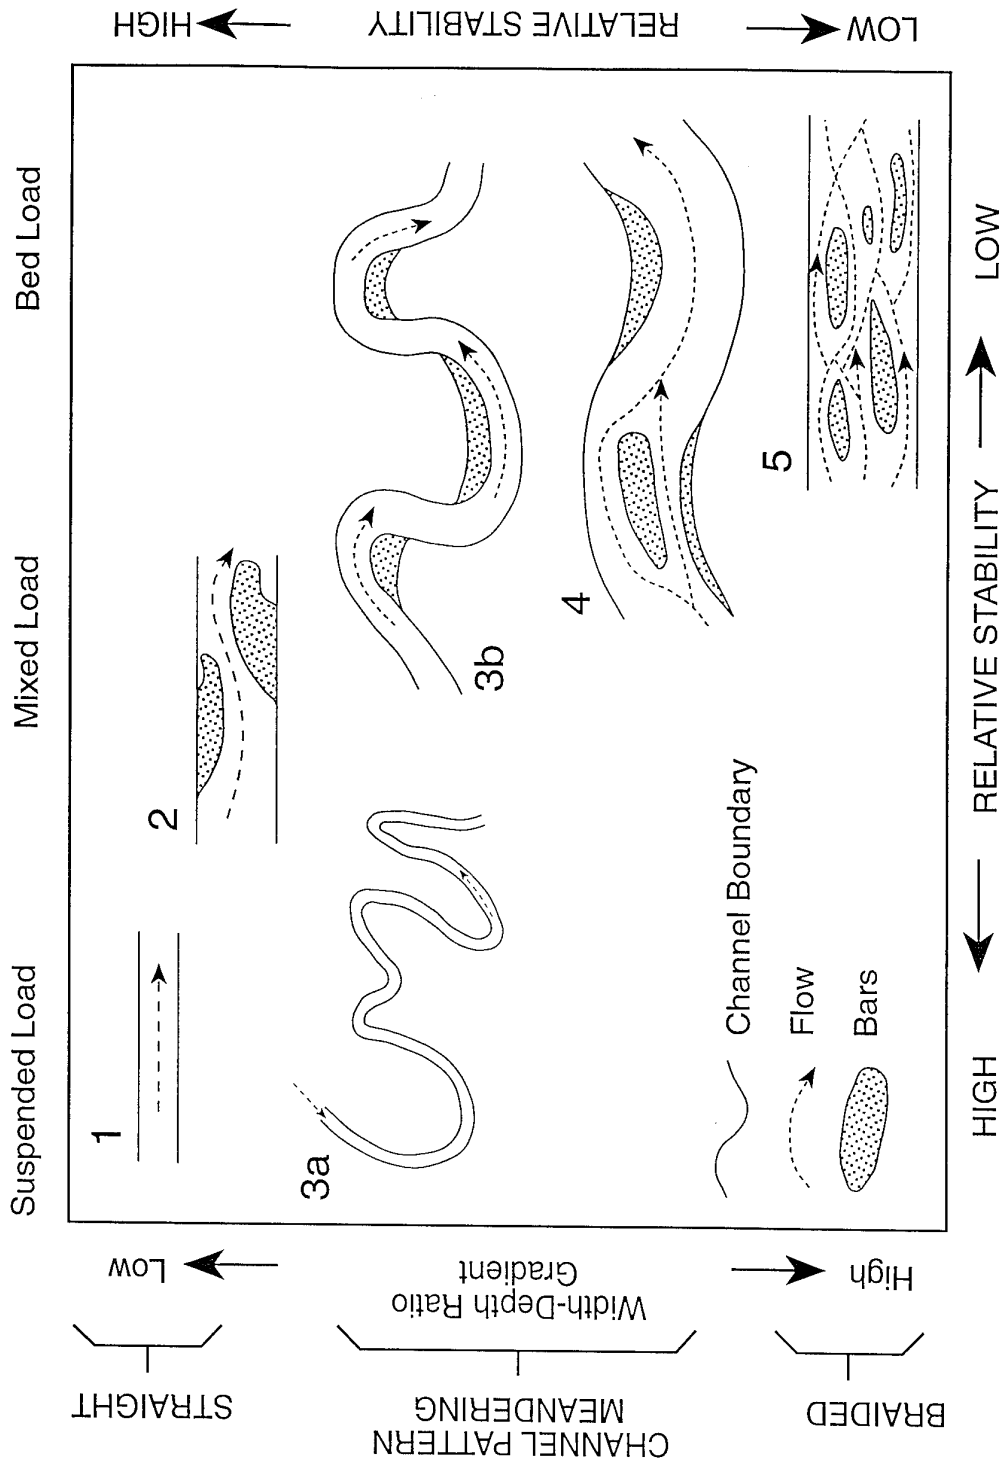 Suspended Load
Mixed Load
Bed Load
STRAIGHT
CHANNEL PATTERN
MEANDERING
BRAIDED
Low
Width-Depth Ratio
Gradient
High
1
2
3a
3b
4
5
Channel Boundary
Flow
Bars
HIGH
RELATIVE STABILITY
LOW
HIGH
RELATIVE STABILITY
LOW